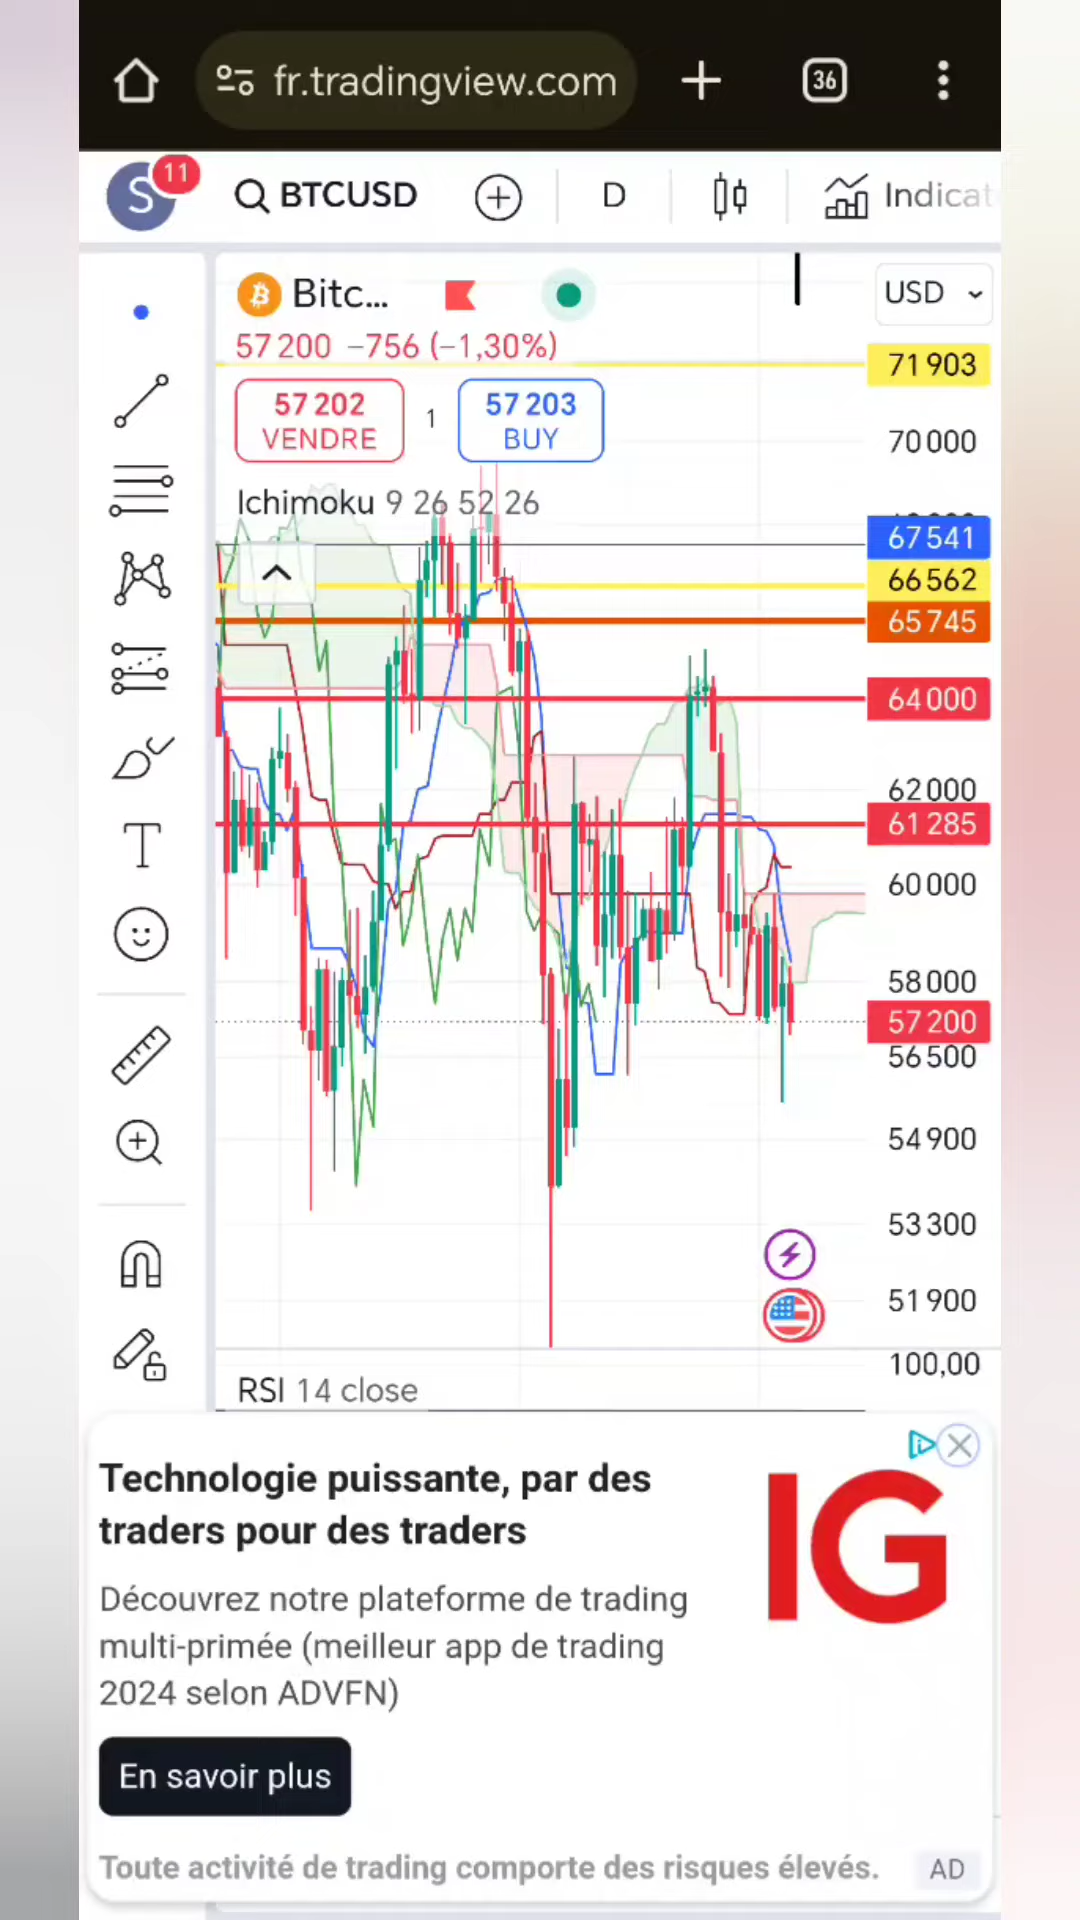 fr.tradingview.com
36
S
11
BTCUSD
D
Indicat
Bitc...
USD
57 200 −756 (−1,30%)
71 903
57 202
VENDRE
1
57 203
BUY
70 000
Ichimoku 9 26 52 26
67 541
66 562
65 745
64 000
62 000
61 285
60 000
58 000
57 200
56 500
54 900
53 300
51 900
100,00
RSI 14 close
Technologie puissante, par des
traders pour des traders
IG
Découvrez notre plateforme de trading
multi-primée (meilleur app de trading
2024 selon ADVFN)
En savoir plus
Toute activité de trading comporte des risques élevés.
AD